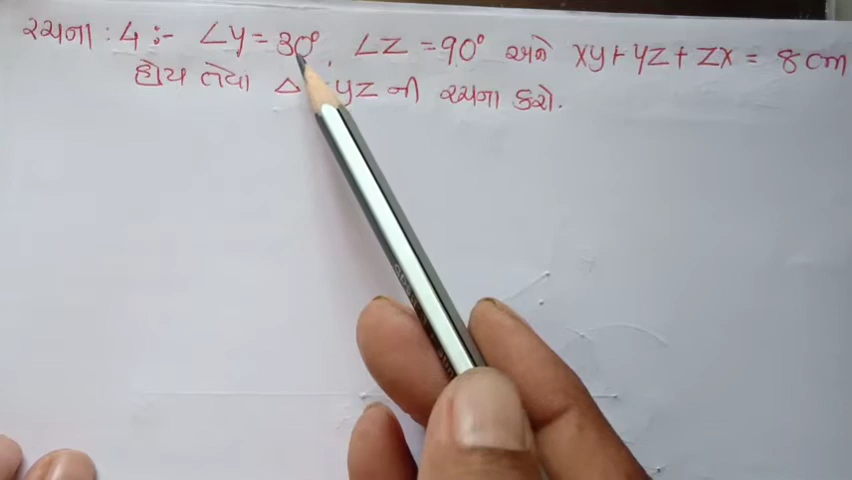 રચના : 4 :- ∠y = 30°, ∠Z = 90° અને xy + yz + zx = 8 cm
હોય તેવા △ yz ની રચના કરો.